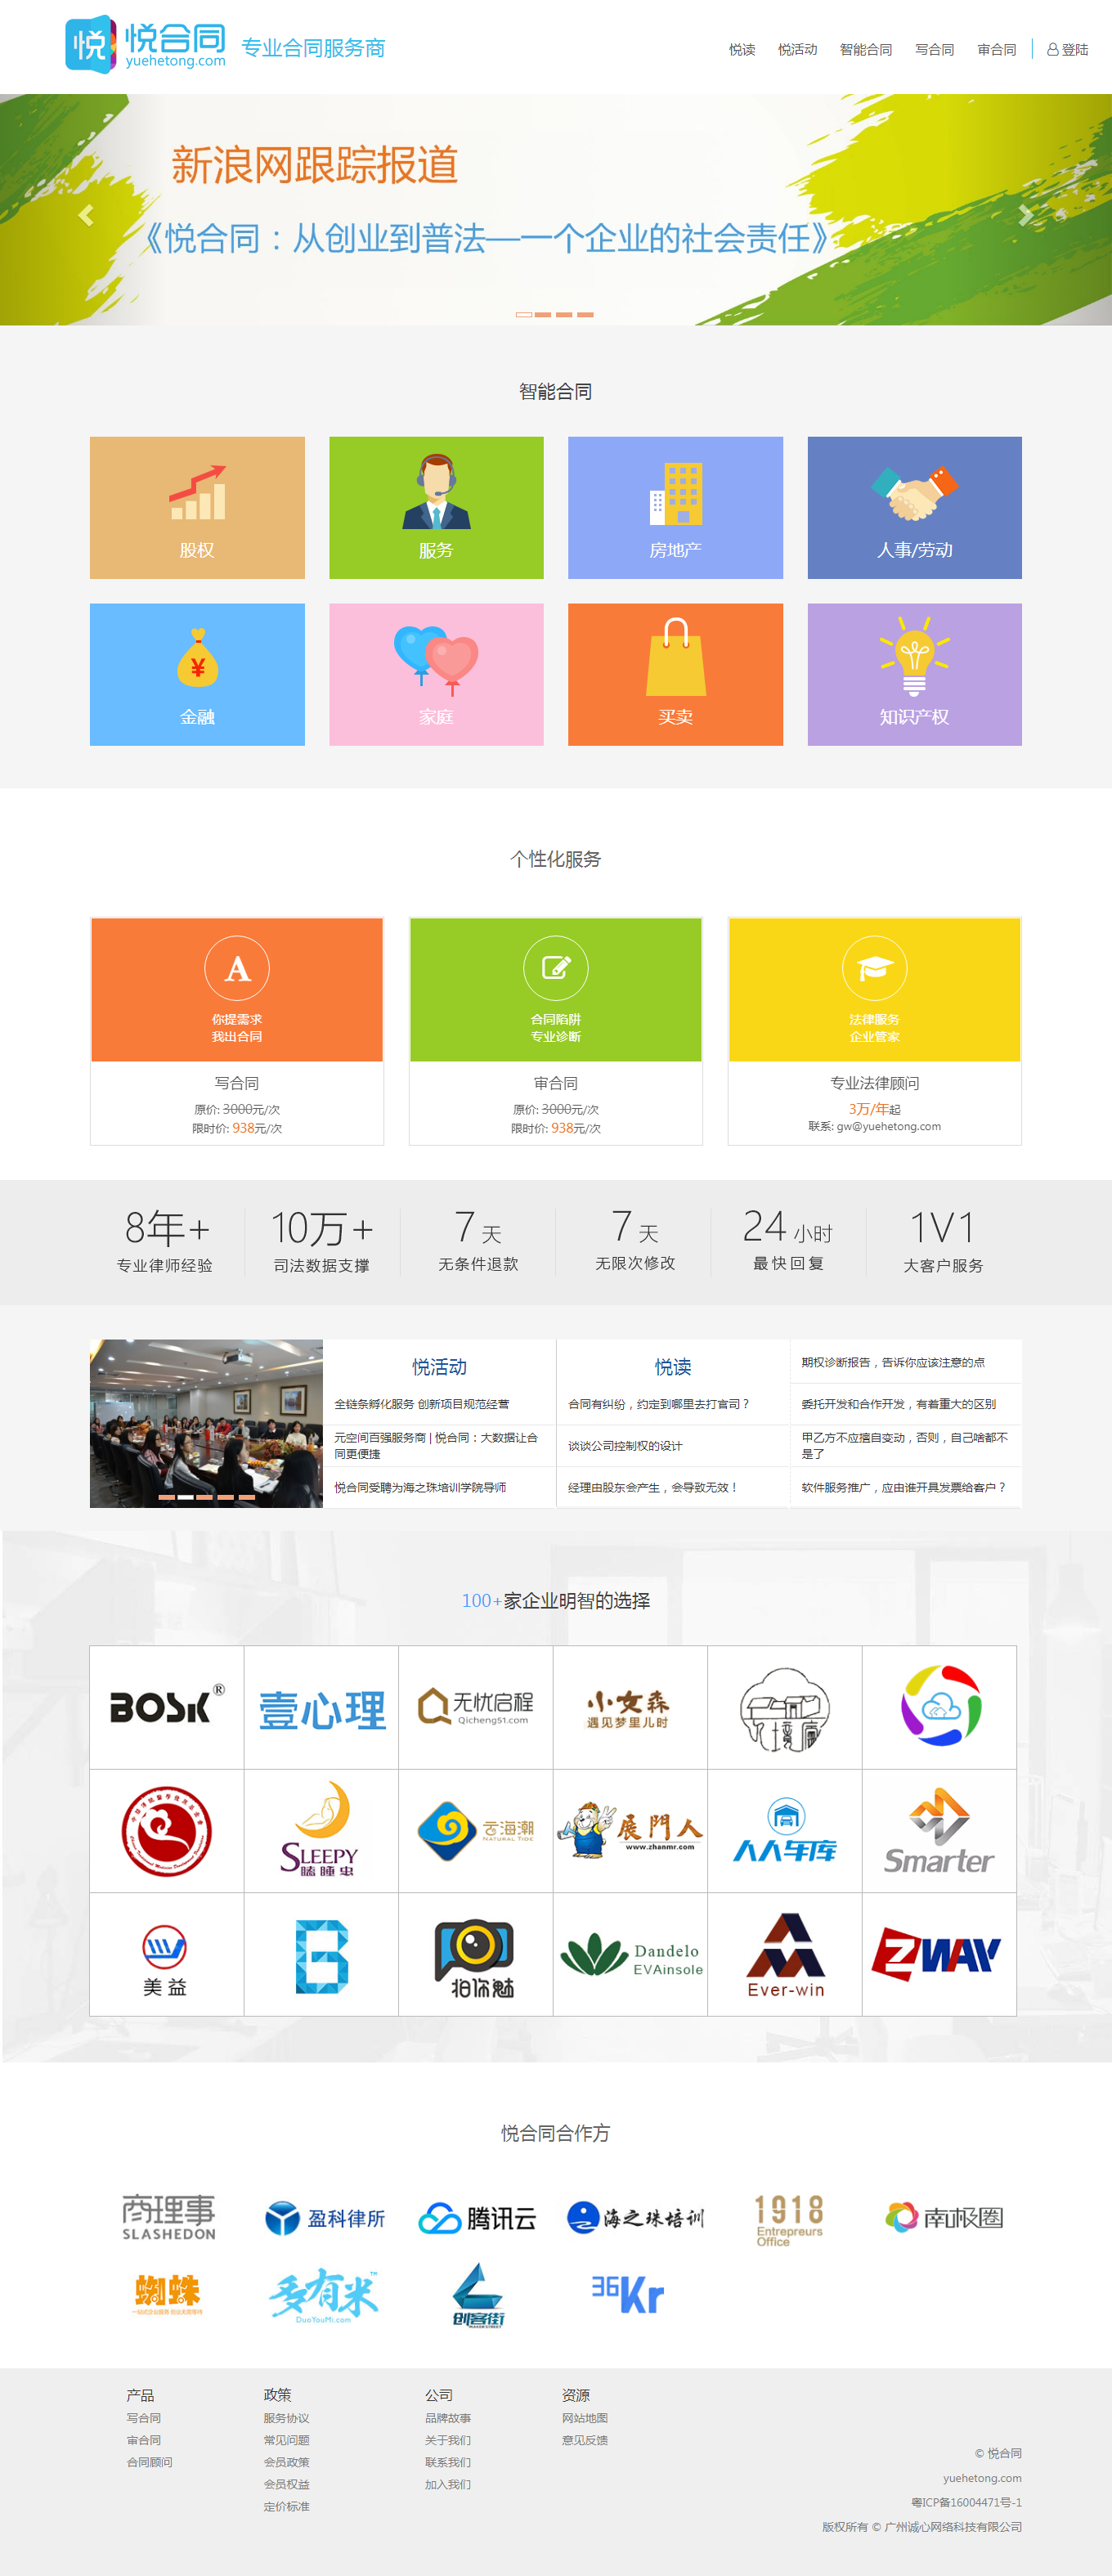 悦 悦合同 专业合同服务商
yuehetong.com
悦读 悦活动 智能合同 写合同 审合同 登陆
新浪网跟踪报道
《悦合同：从创业到普法—一个企业的社会责任》
智能合同
股权 服务 房地产 人事/劳动
¥
金融 家庭 买卖 知识产权
个性化服务
A
你提需求 合同陷阱 法律服务
我出合同 专业诊断 企业管家
写合同 审合同 专业法律顾问
原价: 3000元/次 原价: 3000元/次 3万/年起
限时价: 938元/次 限时价: 938元/次 联系: gw@yuehetong.com
8年+ 10万+ 7 天 7 天 24 小时 1V1
专业律师经验 司法数据支撑 无条件退款 无限次修改 最快回复 大客户服务
悦活动
全链条孵化服务 创新项目规范经营
元空间百强服务商 | 悦合同：大数据让合
同更便捷
悦合同受聘为海之珠培训学院导师
悦读
合同有纠纷，约定到哪里去打官司？
谈谈公司控制权的设计
经理由股东会产生，会导致无效！
期权诊断报告，告诉你应该注意的点
委托开发和合作开发，有着重大的区别
甲乙方不应擅自变动，否则，自己啥都不
是了
软件服务推广，应由谁开具发票给客户？
100+家企业明智的选择
BOSK®
壹心理
无忧启程
Qicheng51.com
小女森
遇见梦里儿时
SLEEPY
瞌睡虫
云海潮
NATURAL TIDE
展門人
www.zhanmr.com
人人车库
Smarter
美益
B
拍你魅
Dandelo
EVAinsole
Ever-win
ZWAY
悦合同合作方
商理事
SLASHEDON
盈科律所
腾讯云
海之珠培训
1918
Entrepreurs
Office
南极圈
蜘蛛
多有米™
DuoYouMi.com
创客街
36Kr
产品
写合同
审合同
合同顾问
政策
服务协议
常见问题
会员政策
会员权益
定价标准
公司
品牌故事
关于我们
联系我们
加入我们
资源
网站地图
意见反馈
© 悦合同
yuehetong.com
粤ICP备16004471号-1
版权所有 © 广州诚心网络科技有限公司